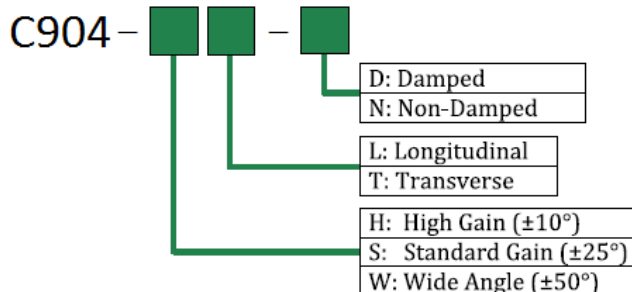 C904 - -
D: Damped
N: Non-Damped
L: Longitudinal
T: Transverse
H: High Gain (±10°)
S: Standard Gain (±25°)
W: Wide Angle (±50°)